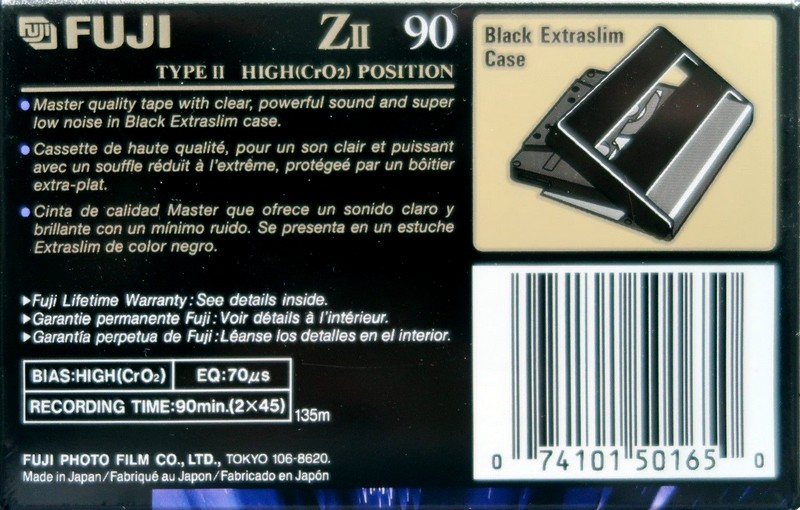 FUJI FUJI ZII 90
TYPE II HIGH(CrO2) POSITION
• Master quality tape with clear, powerful sound and super
low noise in Black Extraslim case.
• Cassette de haute qualité, pour un son clair et puissant
avec un souffle réduit à l'extrême, protégeé par un bôitier
extra-plat.
• Cinta de calidad Master que ofrece un sonido claro y
brillante con un mínimo ruido. Se presenta en un estuche
Extraslim de color negro.
▶Fuji Lifetime Warranty:See details inside.
▶Garantie permanente Fuji:Voir détails à l'intérieur.
▶Garantía perpetua de Fuji:Léanse los detalles en el interior.
BIAS:HIGH(CrO2) EQ:70μs
RECORDING TIME:90min.(2×45) 135m
FUJI PHOTO FILM CO., LTD., TOKYO 106-8620.
Made in Japan/Fabriqué au Japon/Fabricado en Japón
Black Extraslim
Case
0 74101 50165 0